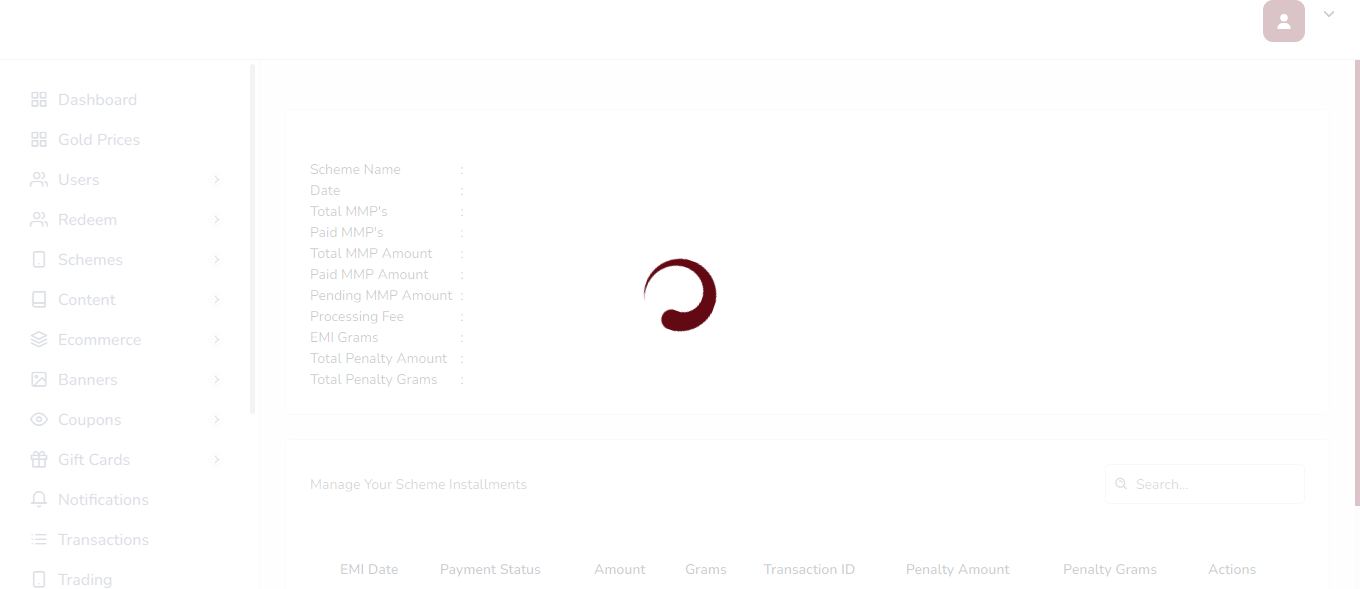 Dashboard
Gold Prices
Users
Redeem
Schemes
Content
Ecommerce
Banners
Coupons
Gift Cards
Notifications
Transactions
Trading
Scheme Name :
Date :
Total MMP's :
Paid MMP's :
Total MMP Amount :
Paid MMP Amount :
Pending MMP Amount :
Processing Fee :
EMI Grams :
Total Penalty Amount :
Total Penalty Grams :
Manage Your Scheme Installments
Search...
EMI Date Payment Status Amount Grams Transaction ID Penalty Amount Penalty Grams Actions